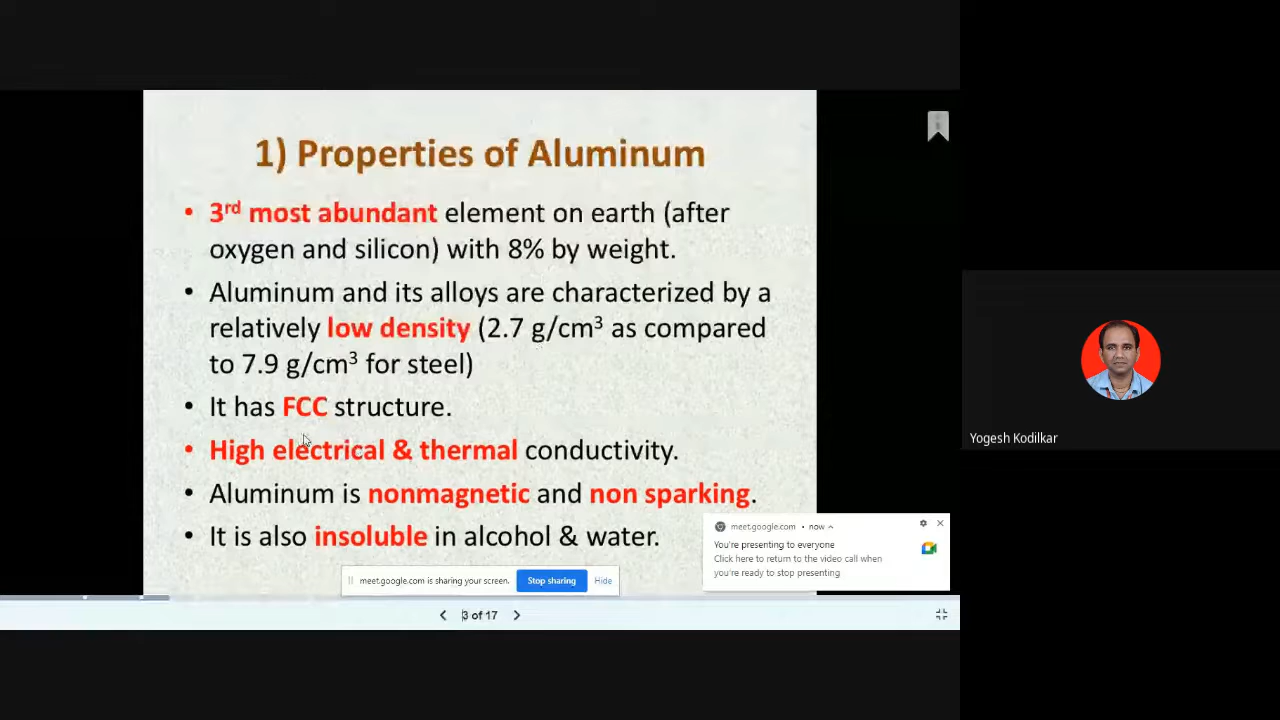 1) Properties of Aluminum
• 3rd most abundant element on earth (after
oxygen and silicon) with 8% by weight.
• Aluminum and its alloys are characterized by a
relatively low density (2.7 g/cm³ as compared
to 7.9 g/cm³ for steel)
• It has FCC structure.
• High electrical & thermal conductivity.
• Aluminum is nonmagnetic and non sparking.
• It is also insoluble in alcohol & water.
meet.google.com • now
You're presenting to everyone
Click here to return to the video call when
you're ready to stop presenting
meet.google.com is sharing your screen. Stop sharing Hide
3 of 17
Yogesh Kodilkar